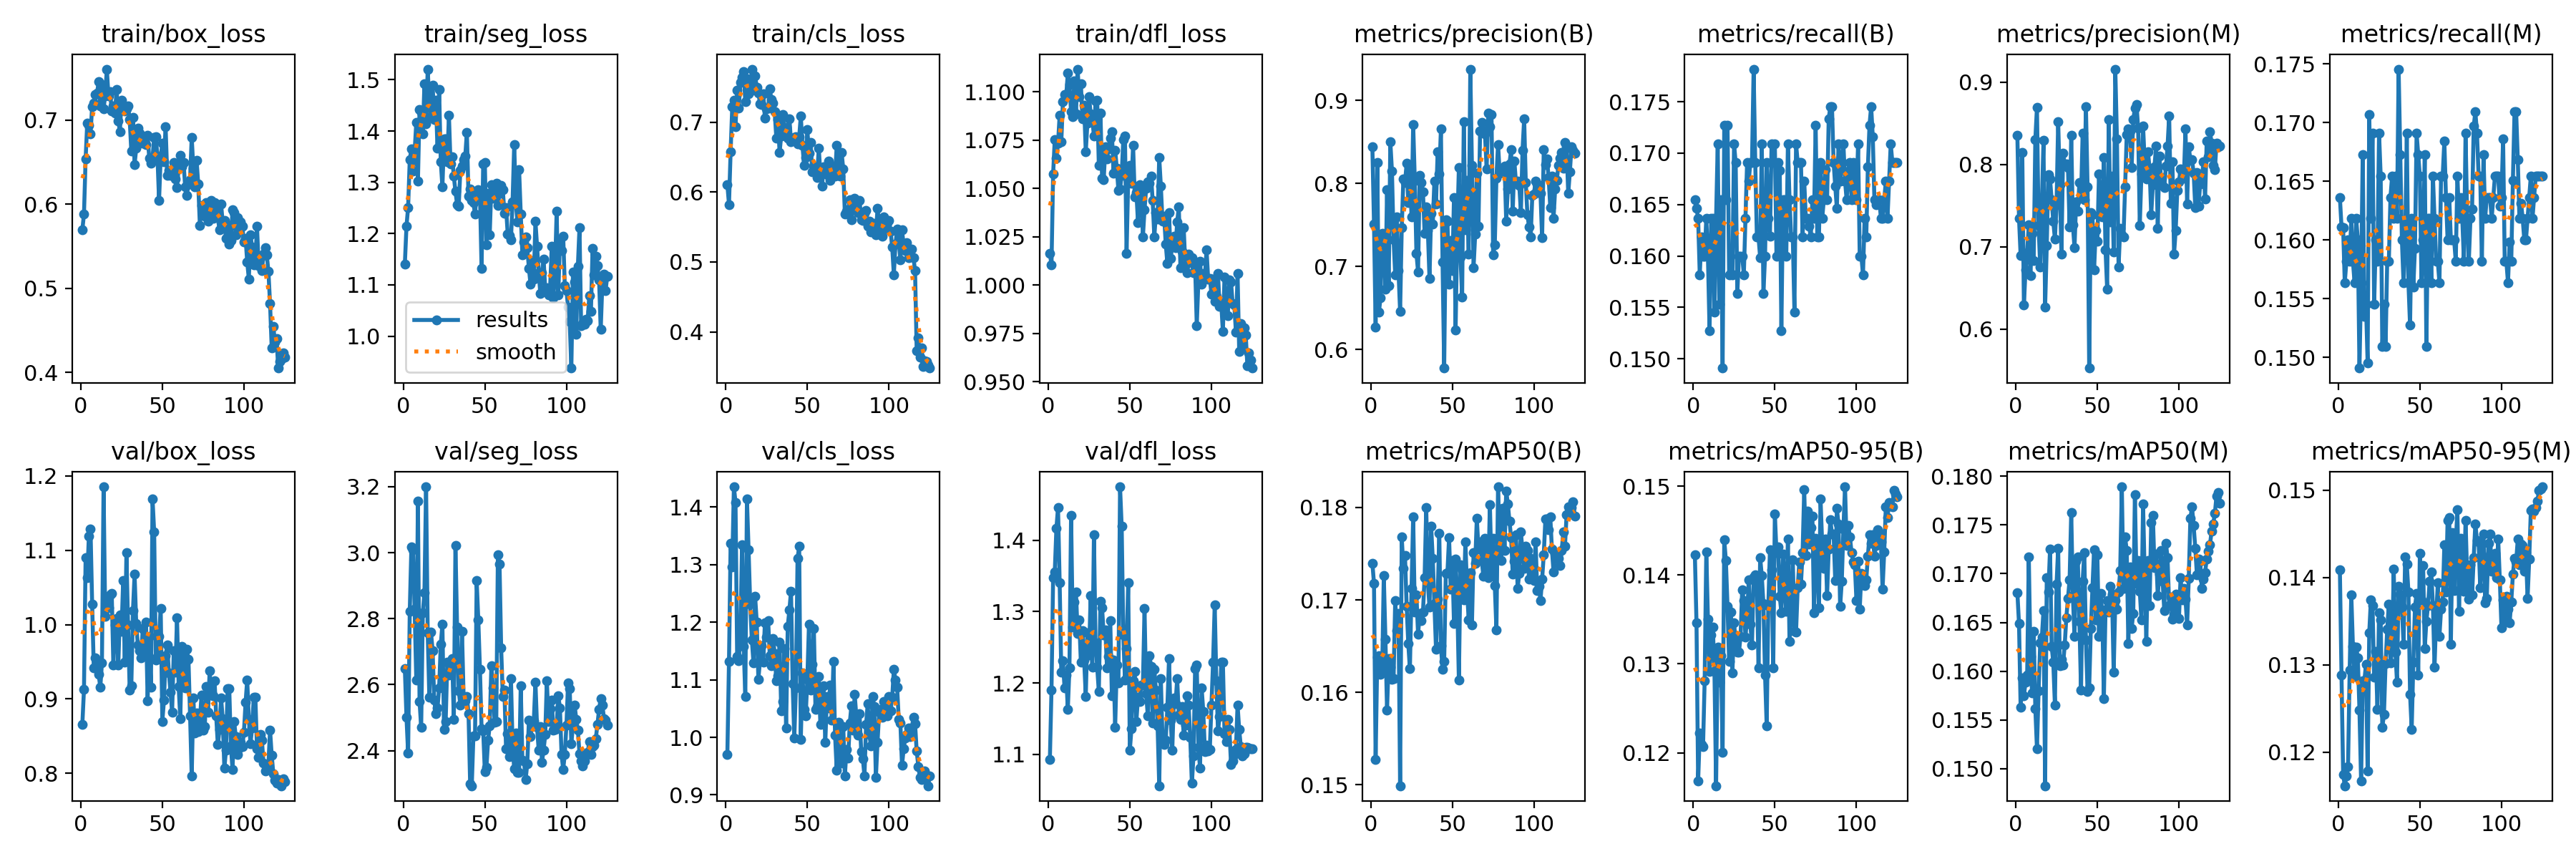 train/box_loss
train/seg_loss
train/cls_loss
train/dfl_loss
metrics/precision(B)
metrics/recall(B)
metrics/precision(M)
metrics/recall(M)
0.7
0.6
0.5
0.4
0 50 100
1.5
1.4
1.3
1.2
1.1
1.0
results
smooth
0 50 100
0.7
0.6
0.5
0.4
0 50 100
1.100
1.075
1.050
1.025
1.000
0.975
0.950
0 50 100
0.9
0.8
0.7
0.6
0 50 100
0.175
0.170
0.165
0.160
0.155
0.150
0 50 100
0.9
0.8
0.7
0.6
0 50 100
0.175
0.170
0.165
0.160
0.155
0.150
0 50 100
val/box_loss
val/seg_loss
val/cls_loss
val/dfl_loss
metrics/mAP50(B)
metrics/mAP50-95(B)
metrics/mAP50(M)
metrics/mAP50-95(M)
1.2
1.1
1.0
0.9
0.8
0 50 100
3.2
3.0
2.8
2.6
2.4
0 50 100
1.4
1.3
1.2
1.1
1.0
0.9
0 50 100
1.4
1.3
1.2
1.1
0 50 100
0.18
0.17
0.16
0.15
0 50 100
0.15
0.14
0.13
0.12
0 50 100
0.180
0.175
0.170
0.165
0.160
0.155
0.150
0 50 100
0.15
0.14
0.13
0.12
0 50 100